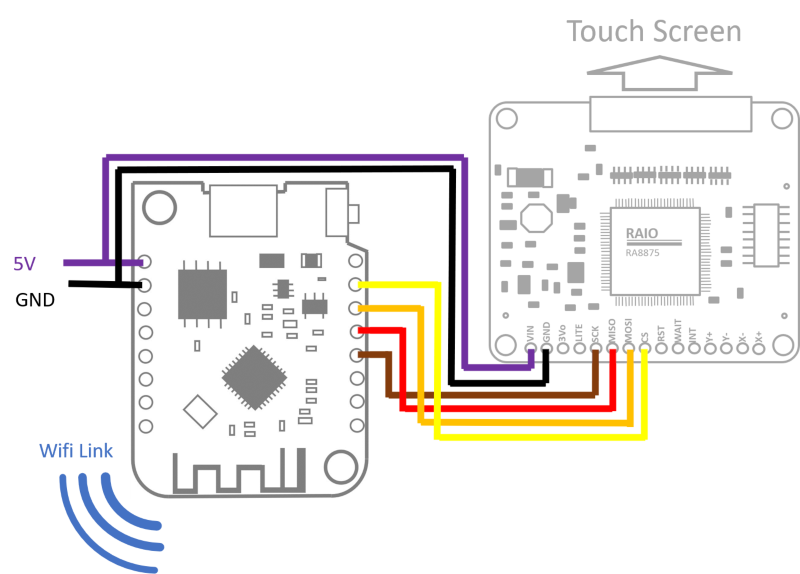 Touch Screen
RAIO
RA8875
5V
GND
VIN
GND
3Vo
LITE
SCK
MISO
MOSI
CS
RST
WAIT
INT
Y+
Y-
X-
X+
Wifi Link